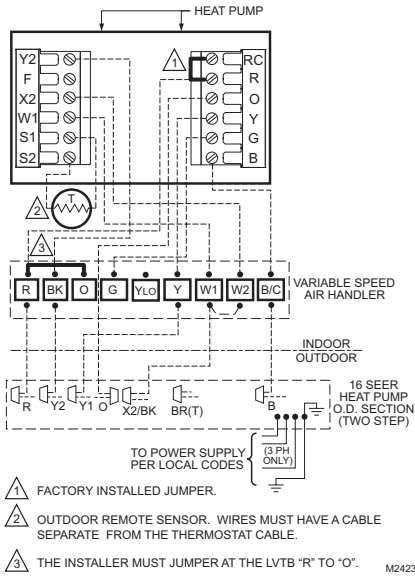 HEAT PUMP
Y2
F
X2
W1
S1
S2
1
RC
R
O
Y
G
B
T
2
3
R BK O G YLO Y W1 W2 B/C
VARIABLE SPEED
AIR HANDLER
INDOOR
OUTDOOR
R Y2 Y1 O X2/BK BR(T) B
16 SEER
HEAT PUMP
O.D. SECTION
(TWO STEP)
TO POWER SUPPLY
PER LOCAL CODES
(3 PH
ONLY)
1 FACTORY INSTALLED JUMPER.
2 OUTDOOR REMOTE SENSOR. WIRES MUST HAVE A CABLE
SEPARATE FROM THE THERMOSTAT CABLE.
3 THE INSTALLER MUST JUMPER AT THE LVTB “R” TO “O”.
M2423